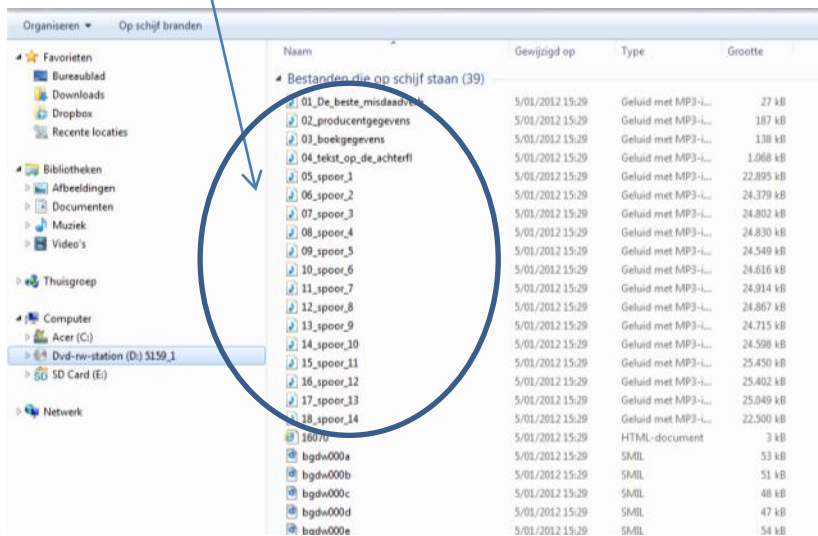 Organiseren Op schijf branden
Favorieten
Bureaublad
Downloads
Dropbox
Recente locaties
Bibliotheken
Afbeeldingen
Documenten
Muziek
Video's
Thuisgroep
Computer
Acer (C:)
Dvd-rw-station (D:) 5159_1
SD Card (E:)
Netwerk
Naam Gewijzigd op Type Grootte
Bestanden die op schijf staan (39)
01_De_beste_misdaadverh 5/01/2012 15:29 Geluid met MP3-i... 27 kB
02_producentgegevens 5/01/2012 15:29 Geluid met MP3-i... 187 kB
03_boekgegevens 5/01/2012 15:29 Geluid met MP3-i... 138 kB
04_tekst_op_de_achterfl 5/01/2012 15:29 Geluid met MP3-i... 1.068 kB
05_spoor_1 5/01/2012 15:29 Geluid met MP3-i... 22.895 kB
06_spoor_2 5/01/2012 15:29 Geluid met MP3-i... 24.379 kB
07_spoor_3 5/01/2012 15:29 Geluid met MP3-i... 24.802 kB
08_spoor_4 5/01/2012 15:29 Geluid met MP3-i... 24.830 kB
09_spoor_5 5/01/2012 15:29 Geluid met MP3-i... 24.549 kB
10_spoor_6 5/01/2012 15:29 Geluid met MP3-i... 24.616 kB
11_spoor_7 5/01/2012 15:29 Geluid met MP3-i... 24.914 kB
12_spoor_8 5/01/2012 15:29 Geluid met MP3-i... 24.867 kB
13_spoor_9 5/01/2012 15:29 Geluid met MP3-i... 24.715 kB
14_spoor_10 5/01/2012 15:29 Geluid met MP3-i... 24.598 kB
15_spoor_11 5/01/2012 15:29 Geluid met MP3-i... 25.450 kB
16_spoor_12 5/01/2012 15:29 Geluid met MP3-i... 25.402 kB
17_spoor_13 5/01/2012 15:29 Geluid met MP3-i... 25.049 kB
18_spoor_14 5/01/2012 15:29 Geluid met MP3-i... 22.500 kB
16070 5/01/2012 15:29 HTML-document 3 kB
bgdw000a 5/01/2012 15:29 SMIL 53 kB
bgdw000b 5/01/2012 15:29 SMIL 51 kB
bgdw000c 5/01/2012 15:29 SMIL 48 kB
bgdw000d 5/01/2012 15:29 SMIL 47 kB
bgdw000e 5/01/2012 15:29 SMIL 54 kB